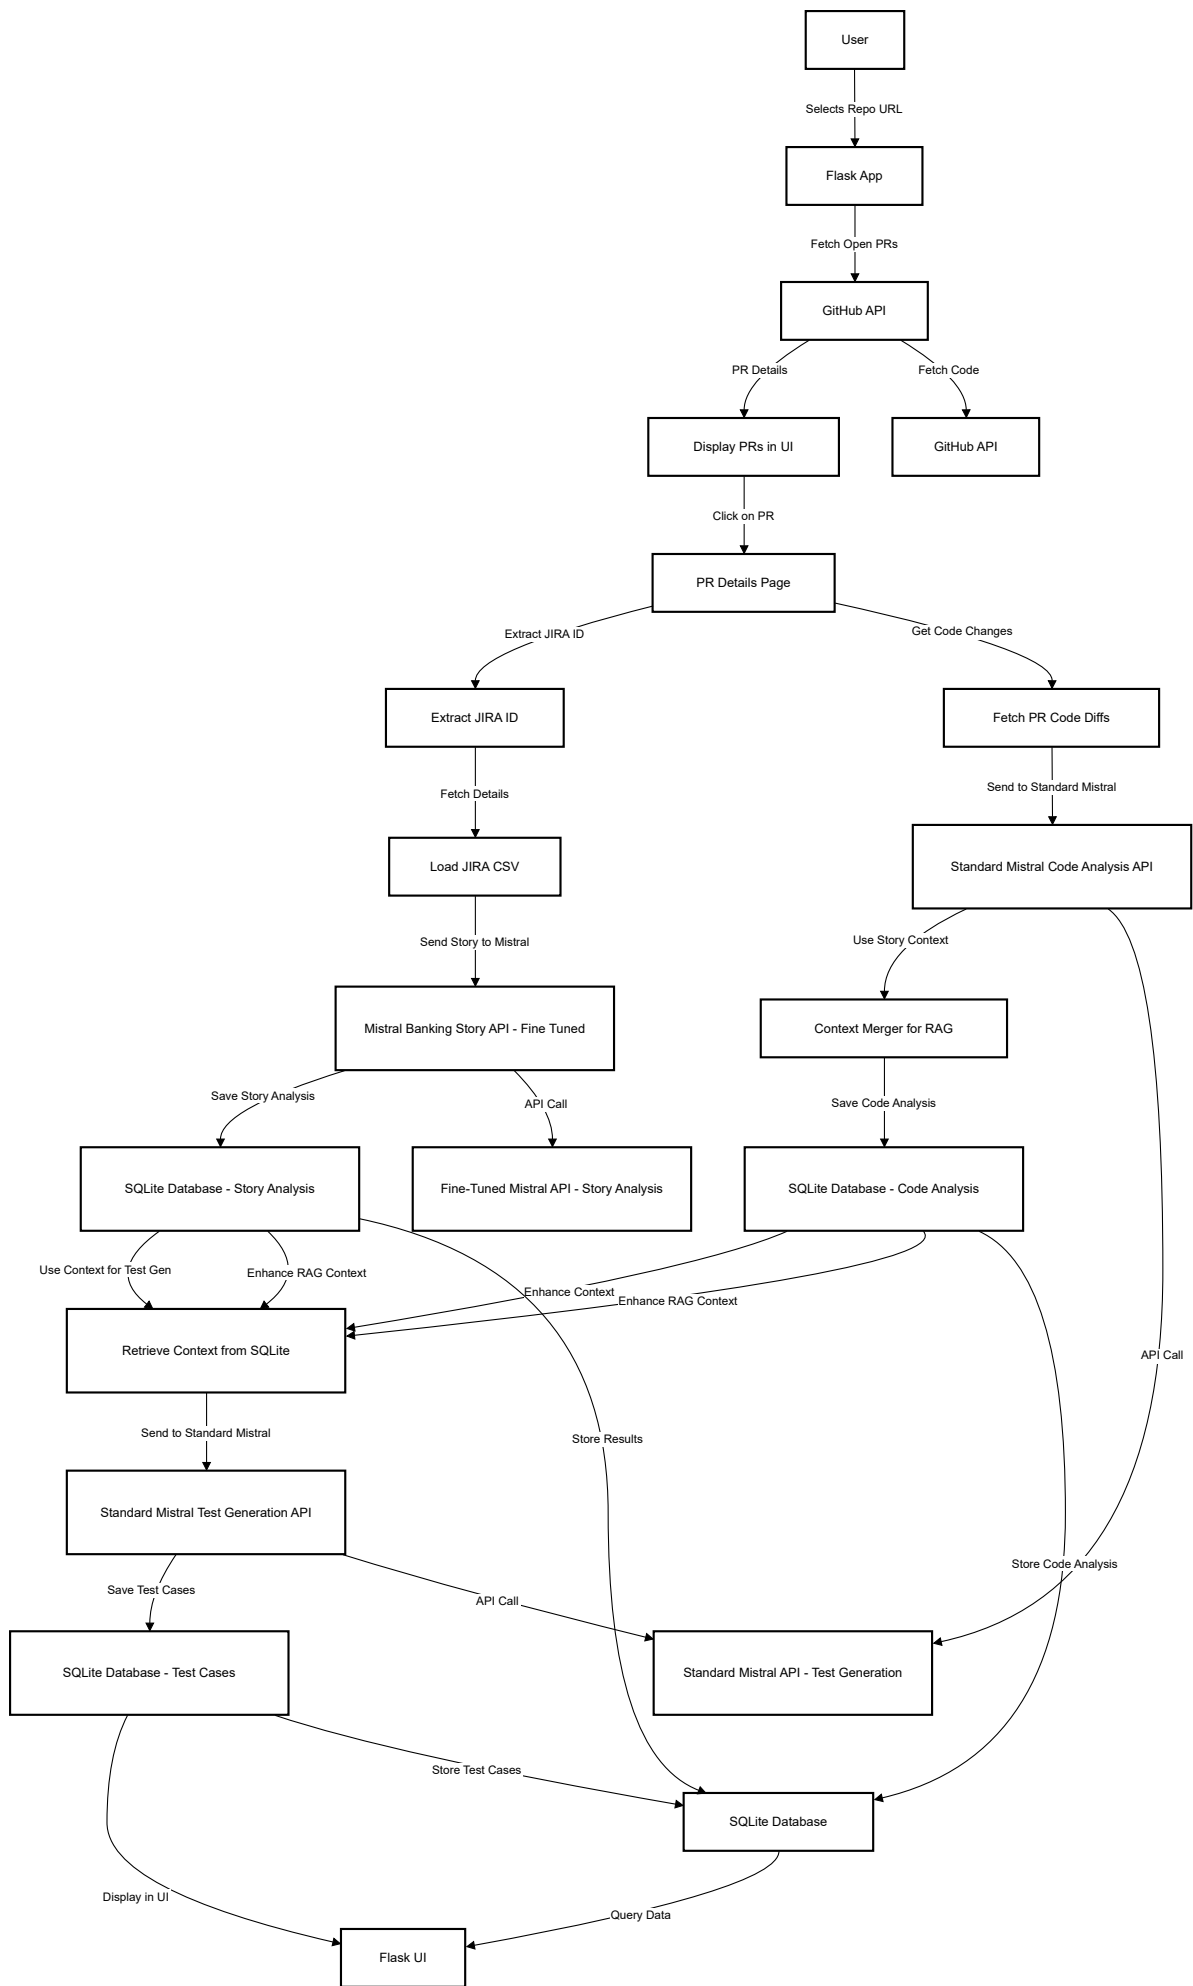 User
Selects Repo URL
Flask App
Fetch Open PRs
GitHub API
PR Details
Fetch Code
Display PRs in UI
GitHub API
Click on PR
PR Details Page
Extract JIRA ID
Get Code Changes
Extract JIRA ID
Fetch PR Code Diffs
Fetch Details
Send to Standard Mistral
Load JIRA CSV
Standard Mistral Code Analysis API
Send Story to Mistral
Use Story Context
Mistral Banking Story API - Fine Tuned
Context Merger for RAG
Save Story Analysis
API Call
Save Code Analysis
SQLite Database - Story Analysis
Fine-Tuned Mistral API - Story Analysis
SQLite Database - Code Analysis
Use Context for Test Gen
Enhance RAG Context
Enhance Context
Enhance RAG Context
Retrieve Context from SQLite
API Call
Send to Standard Mistral
Store Results
Standard Mistral Test Generation API
Store Code Analysis
Save Test Cases
API Call
SQLite Database - Test Cases
Standard Mistral API - Test Generation
Store Test Cases
SQLite Database
Display in UI
Query Data
Flask UI